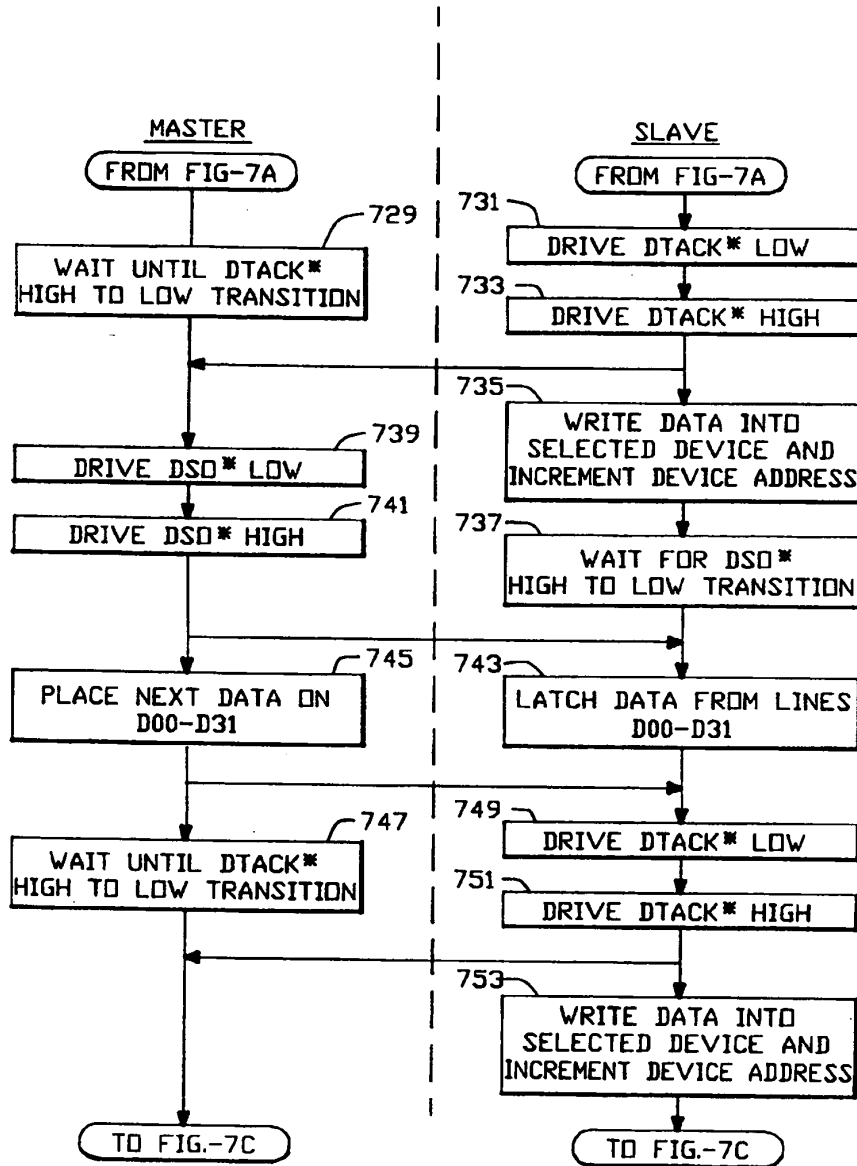 MASTER
FROM FIG-7A
729
WAIT UNTIL DTACK*
HIGH TO LOW TRANSITION
739
DRIVE DSO* LOW
741
DRIVE DSO* HIGH
745
PLACE NEXT DATA ON
D00-D31
747
WAIT UNTIL DTACK*
HIGH TO LOW TRANSITION
TO FIG.-7C
SLAVE
FROM FIG-7A
731
DRIVE DTACK* LOW
733
DRIVE DTACK* HIGH
735
WRITE DATA INTO
SELECTED DEVICE AND
INCREMENT DEVICE ADDRESS
737
WAIT FOR DSO*
HIGH TO LOW TRANSITION
743
LATCH DATA FROM LINES
D00-D31
749
DRIVE DTACK* LOW
751
DRIVE DTACK* HIGH
753
WRITE DATA INTO
SELECTED DEVICE AND
INCREMENT DEVICE ADDRESS
TO FIG.-7C